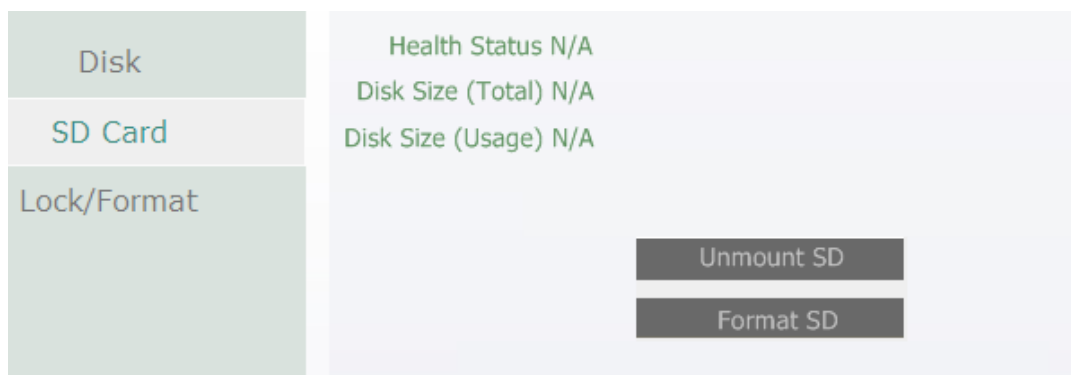 Disk
SD Card
Lock/Format
Health Status N/A
Disk Size (Total) N/A
Disk Size (Usage) N/A
Unmount SD
Format SD